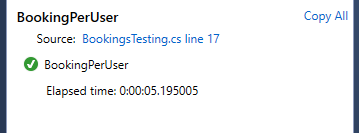 BookingPerUser
Copy All
Source: BookingsTesting.cs line 17
BookingPerUser
Elapsed time: 0:00:05.195005